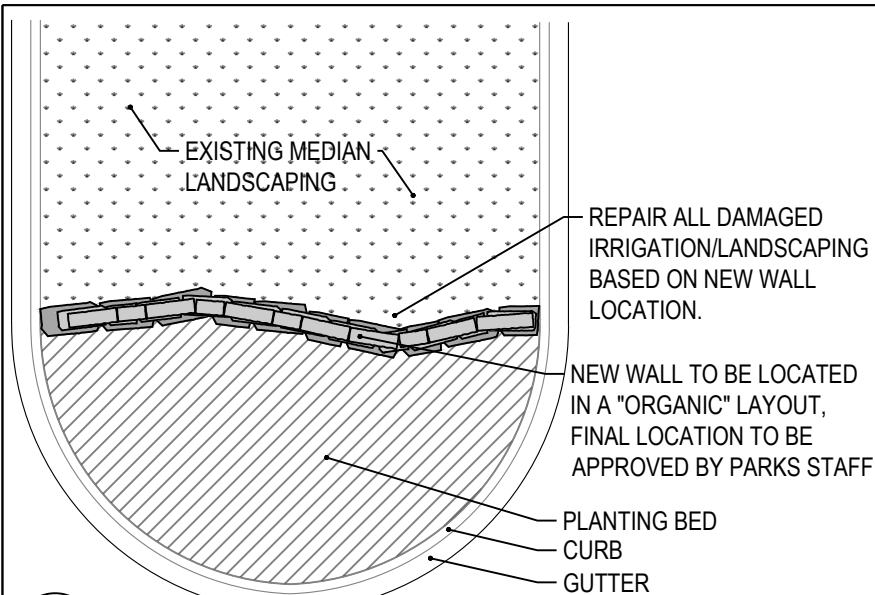 EXISTING MEDIAN
LANDSCAPING
REPAIR ALL DAMAGED
IRRIGATION/LANDSCAPING
BASED ON NEW WALL
LOCATION.
NEW WALL TO BE LOCATED
IN A "ORGANIC" LAYOUT,
FINAL LOCATION TO BE
APPROVED BY PARKS STAFF
PLANTING BED
CURB
GUTTER